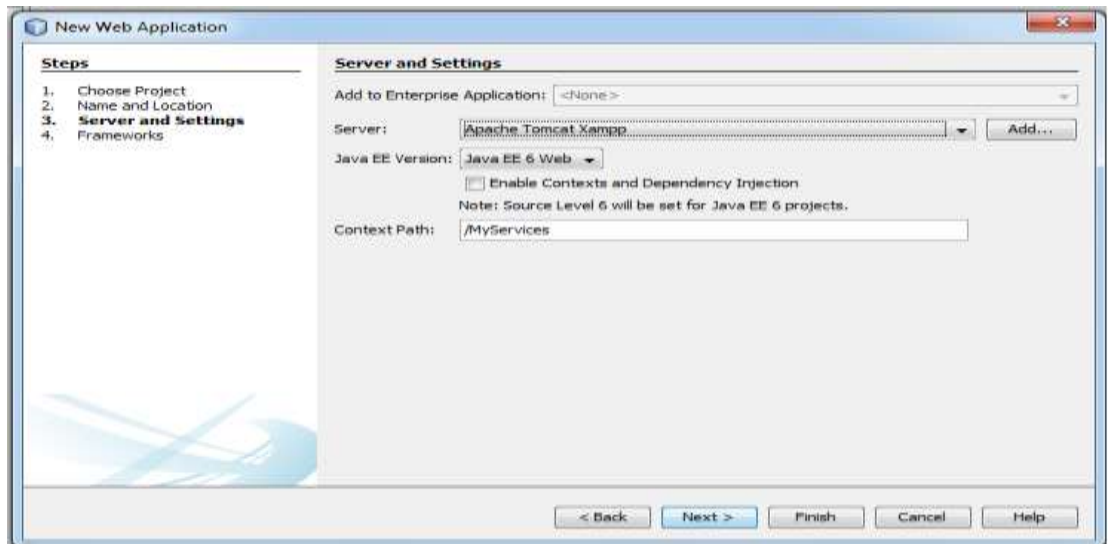 New Web Application
Steps
1. Choose Project
2. Name and Location
3. Server and Settings
4. Frameworks
Server and Settings
Add to Enterprise Application: <None>
Server: Apache Tomcat Xampp Add...
Java EE Version: Java EE 6 Web
Enable Contexts and Dependency Injection
Note: Source Level 6 will be set for Java EE 6 projects.
Context Path: /MyServices
< Back Next > Finish Cancel Help